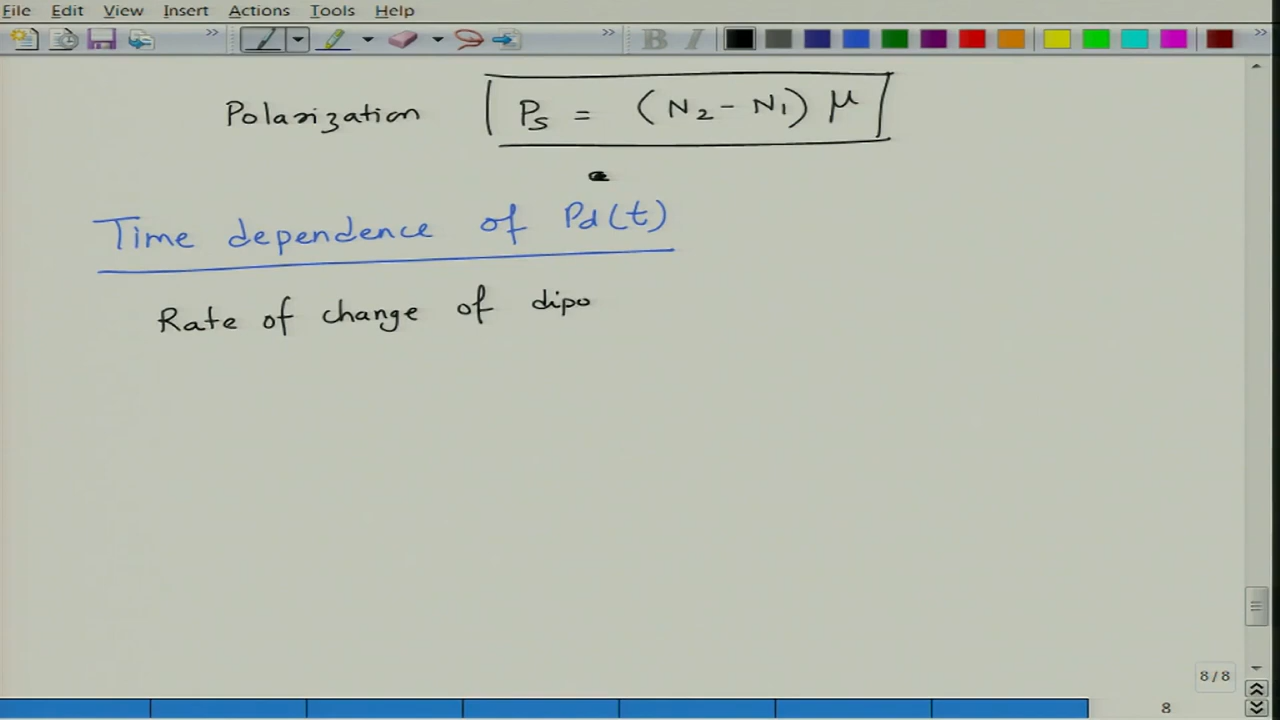 File Edit View Insert Actions Tools Help
B I
Polarization Ps = (N2 - N1) μ
Time dependence of Pd(t)
Rate of change of dipo
8 / 8
8